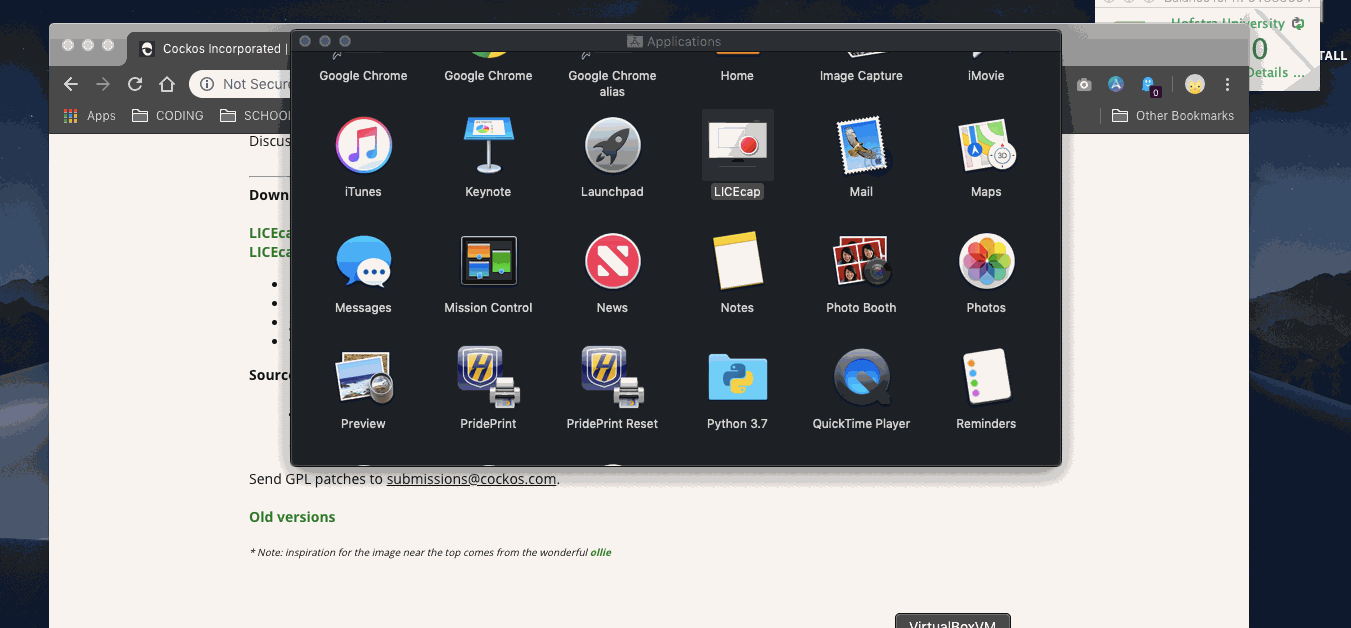 Hofstra University
0
Details ...
TALL
Cockos Incorporated |
Applications
Not Secure
Apps
CODING
SCHOOL
Other Bookmarks
0
Google Chrome
Google Chrome
Google Chrome
alias
Home
Image Capture
iMovie
iTunes
Keynote
Launchpad
LICEcap
Mail
Maps
3D
Messages
Mission Control
News
Notes
Photo Booth
Photos
Preview
PridePrint
PridePrint Reset
Python 3.7
QuickTime Player
Reminders
Discus
Down
LICEca
LICEca
Source
Send GPL patches to submissions@cockos.com.
Old versions
* Note: inspiration for the image near the top comes from the wonderful ollie
VirtualBoxVM